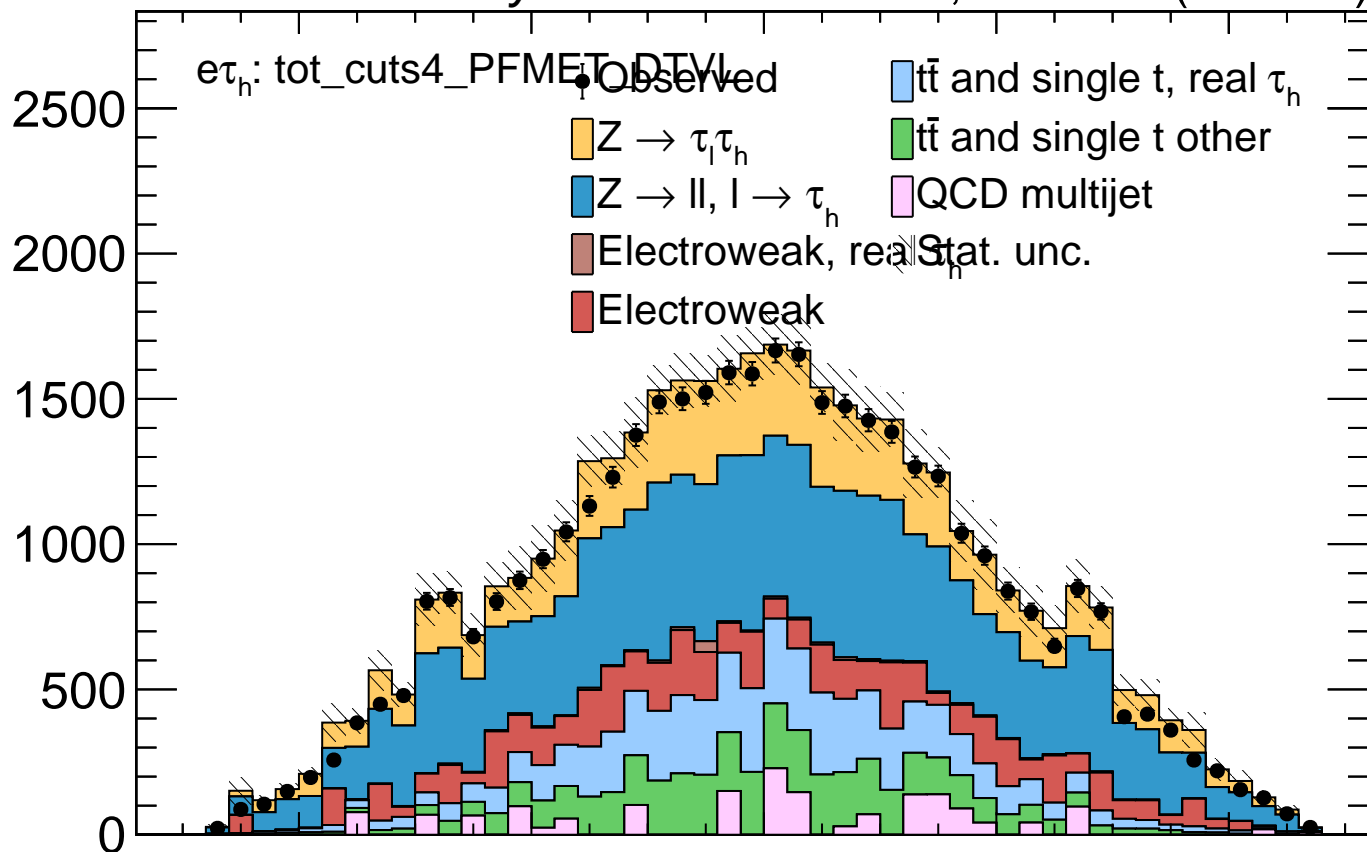 eτh: tot_cuts4_PFMET_DTVL
Observed
Z → τlτh
Z → ll, l → τh
Electroweak, real τh
Electroweak
tt̄ and single t, real τh
tt̄ and single t other
QCD multijet
Stat. unc.
2500
2000
1500
1000
500
0